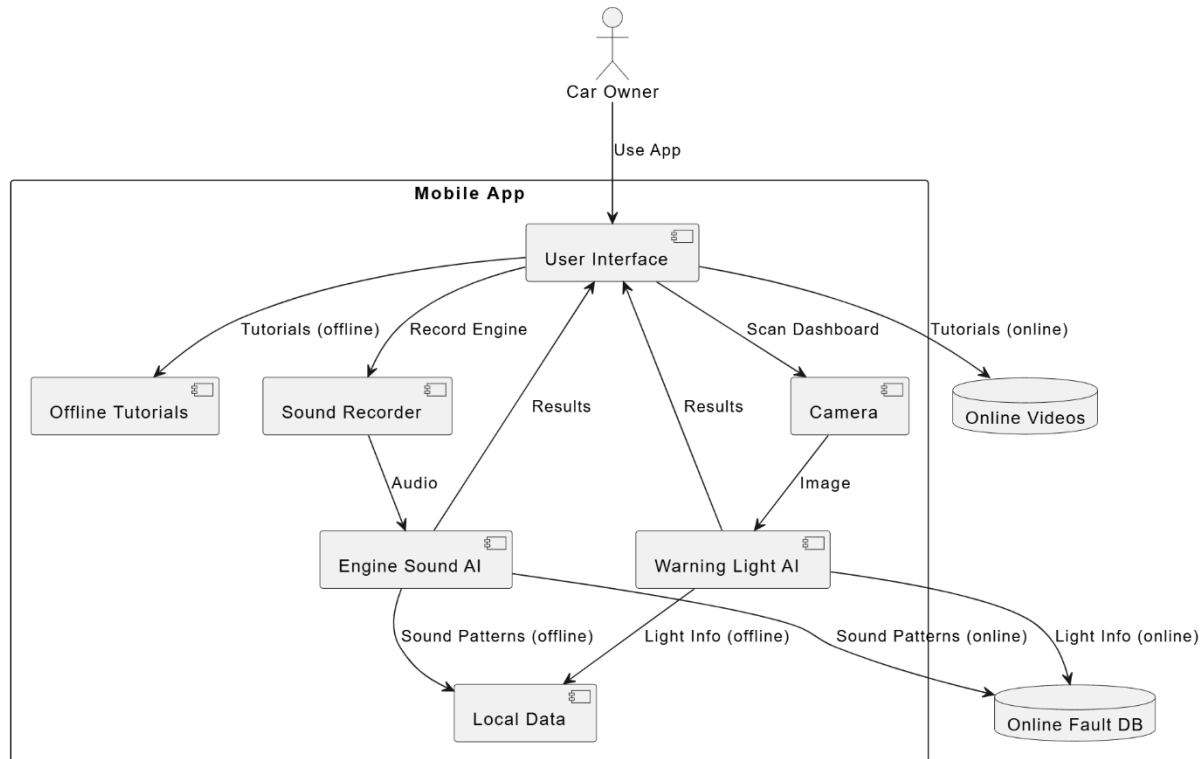 Car Owner
Use App
Mobile App
User Interface
Tutorials (offline)
Record Engine
Scan Dashboard
Tutorials (online)
Offline Tutorials
Sound Recorder
Results
Results
Camera
Online Videos
Audio
Image
Engine Sound AI
Warning Light AI
Sound Patterns (offline)
Light Info (offline)
Sound Patterns (online)
Light Info (online)
Local Data
Online Fault DB